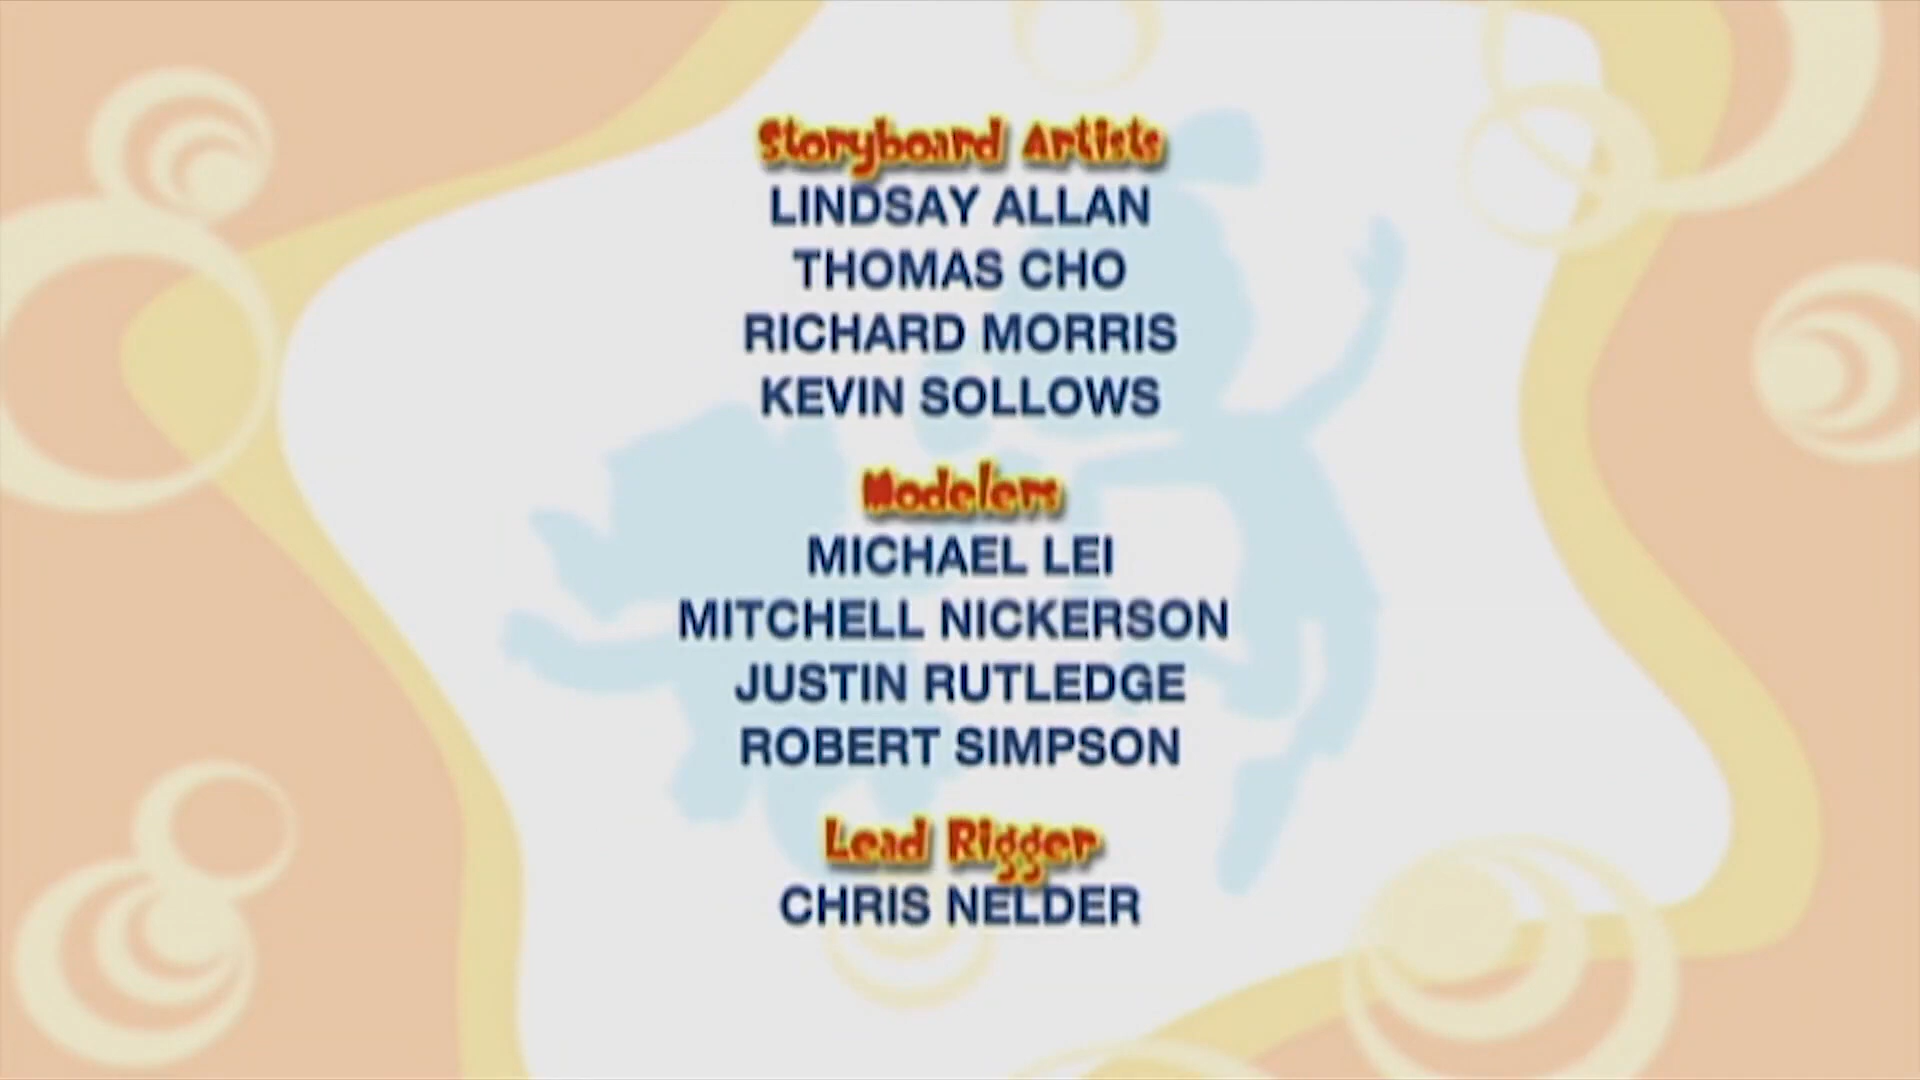 Storyboard Artists
LINDSAY ALLAN
THOMAS CHO
RICHARD MORRIS
KEVIN SOLLOWS
Modelers
MICHAEL LEI
MITCHELL NICKERSON
JUSTIN RUTLEDGE
ROBERT SIMPSON
Lead Rigger
CHRIS NELDER